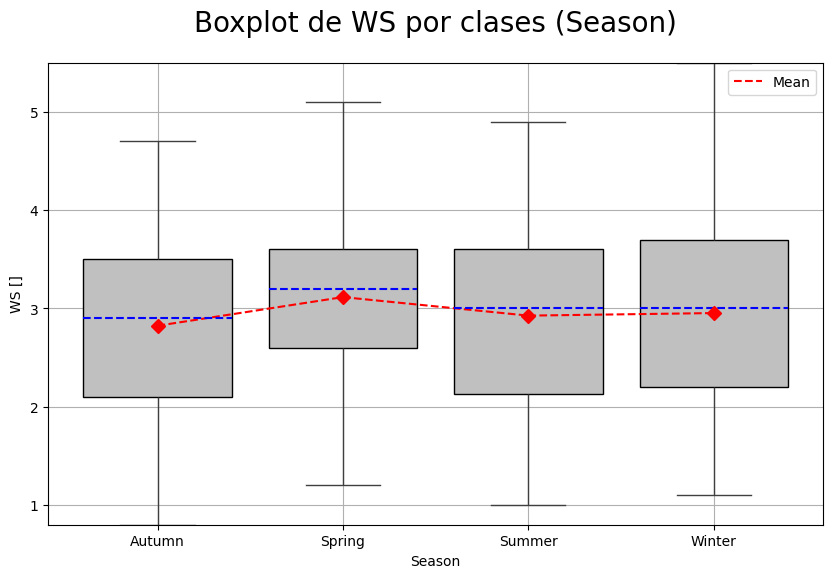 Boxplot de WS por clases (Season)
Mean
5
4
3
2
1
WS []
Autumn Spring Summer Winter
Season